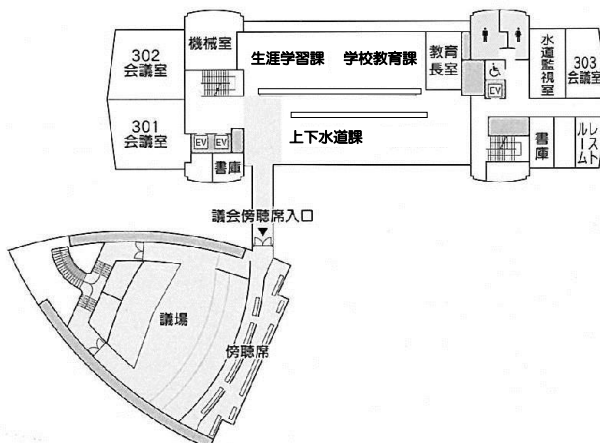 機械室
302
会議室
生涯学習課 学校教育課
教育
長室
水道監視室
303
会議室
EV
301
会議室
上下水道課
EV EV
書庫
書庫
レスト
ルーム
議会傍聴席入口
議場
傍聴席